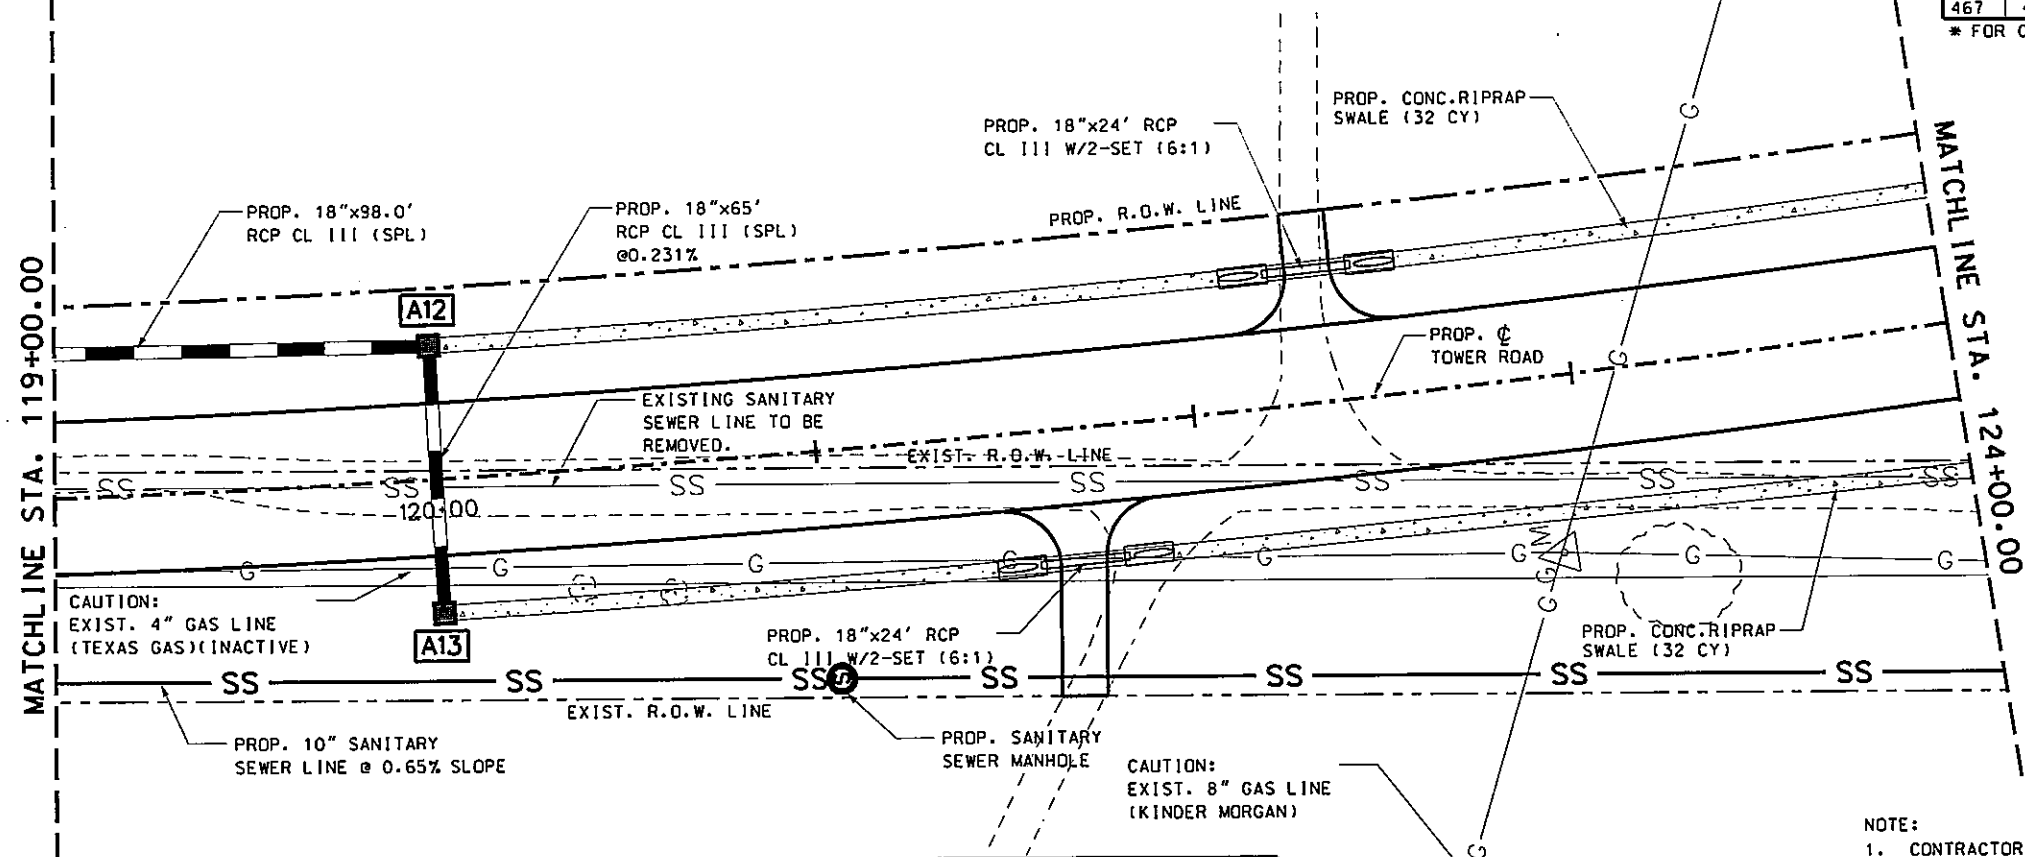 467
* FOR
PROP. CONC.RIPRAP
SWALE (32 CY)
PROP. 18"x24' RCP
CL III W/2-SET (6:1)
G
MATCHLINE STA. 124+00.00
PROP. 18"x98.0'
RCP CL III (SPL)
PROP. 18"x65'
RCP CL III (SPL)
@0.231%
PROP. R.O.W. LINE
MATCHLINE STA. 119+00.00
A12
PROP. ℄
TOWER ROAD
G
EXISTING SANITARY
SEWER LINE TO BE
REMOVED.
EXIST. R.O.W. LINE
SS SS SS SS SS SS SS
120+00
G G G G G G G G
W
G
G
CAUTION:
EXIST. 4" GAS LINE
(TEXAS GAS)(INACTIVE)
A13
PROP. 18"x24' RCP
CL III W/2-SET (6:1)
PROP. CONC.RIPRAP
SWALE (32 CY)
SS SS SS S SS SS SS SS
EXIST. R.O.W. LINE
PROP. 10" SANITARY
SEWER LINE @ 0.65% SLOPE
PROP. SANITARY
SEWER MANHOLE
CAUTION:
EXIST. 8" GAS LINE
(KINDER MORGAN)
G
NOTE:
1. CONTRACTOR